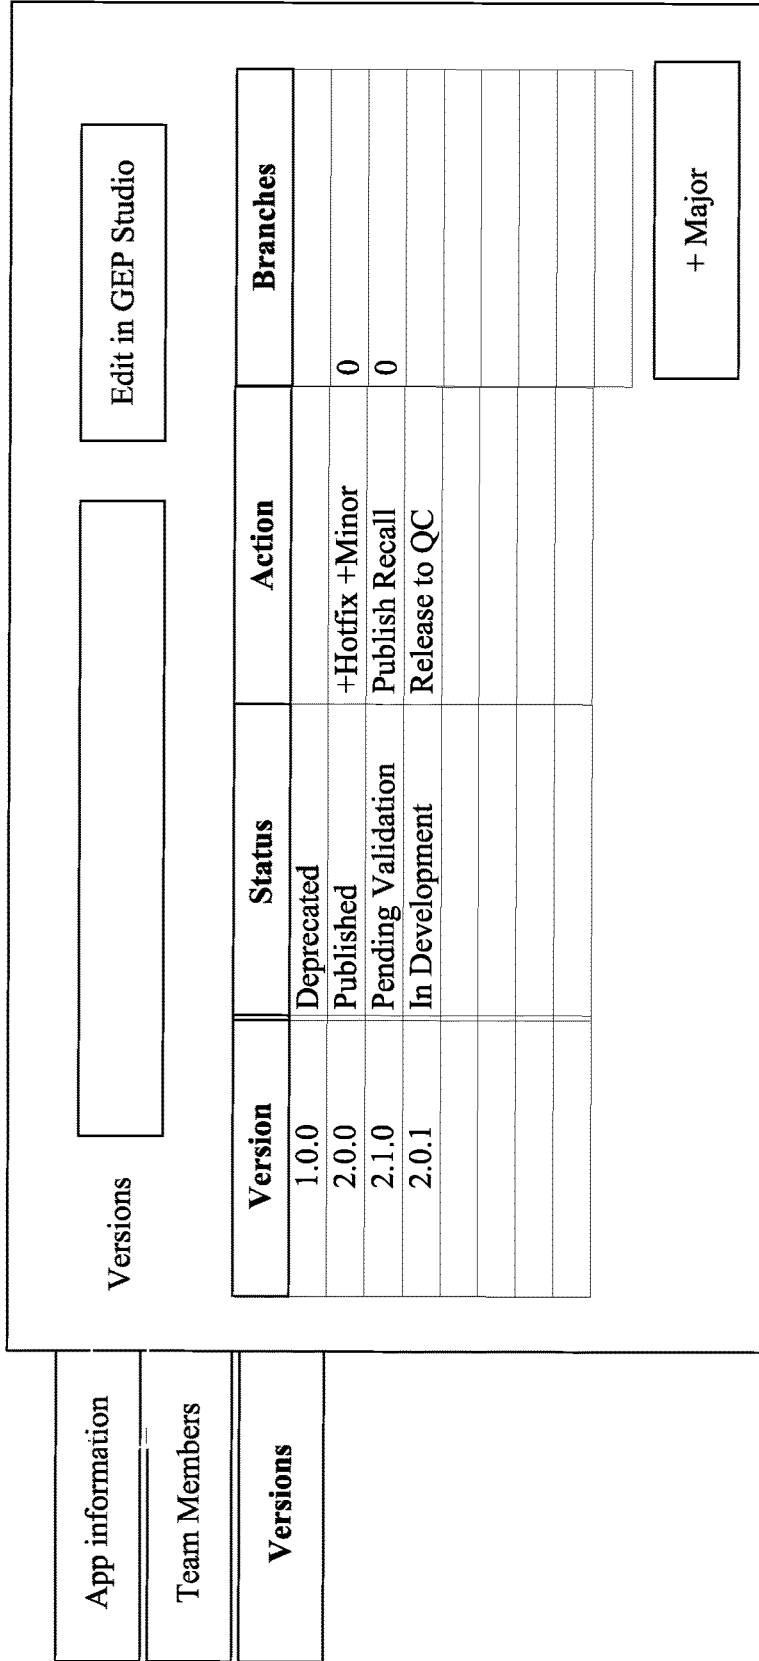 App information
Team Members
Versions
Versions
Edit in GEP Studio
Version Status Action Branches
1.0.0 Deprecated
2.0.0 Published +Hotfix +Minor 0
2.1.0 Pending Validation Publish Recall 0
2.0.1 In Development Release to QC
+ Major